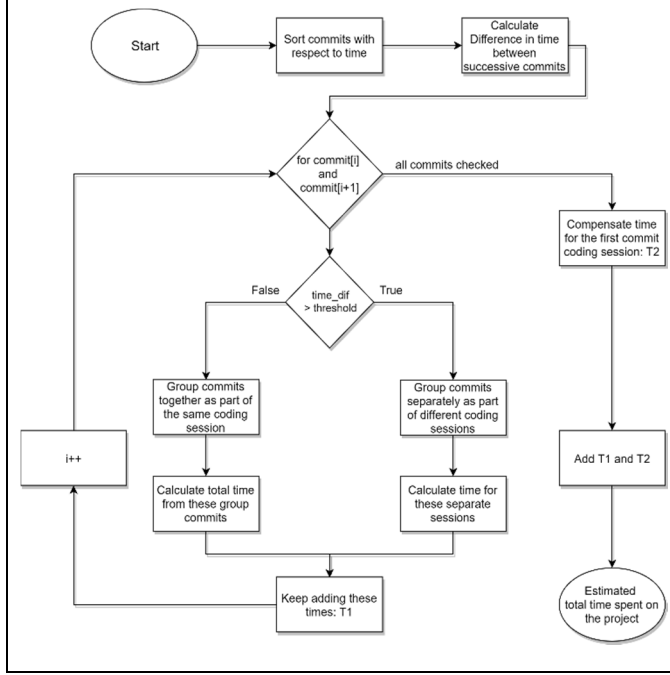 Start
Sort commits with
respect to time
Calculate
Difference in time
between
successive commits
for commit[i]
and
commit[i+1]
all commits checked
Compensate time
for the first commit
coding session: T2
False
time_dif
> threshold
True
Group commits
together as part of
the same coding
session
Group commits
separately as part
of different coding
sessions
i++
Add T1 and T2
Calculate total time
from these group
commits
Calculate time for
these separate
sessions
Keep adding these
times: T1
Estimated
total time spent on
the project